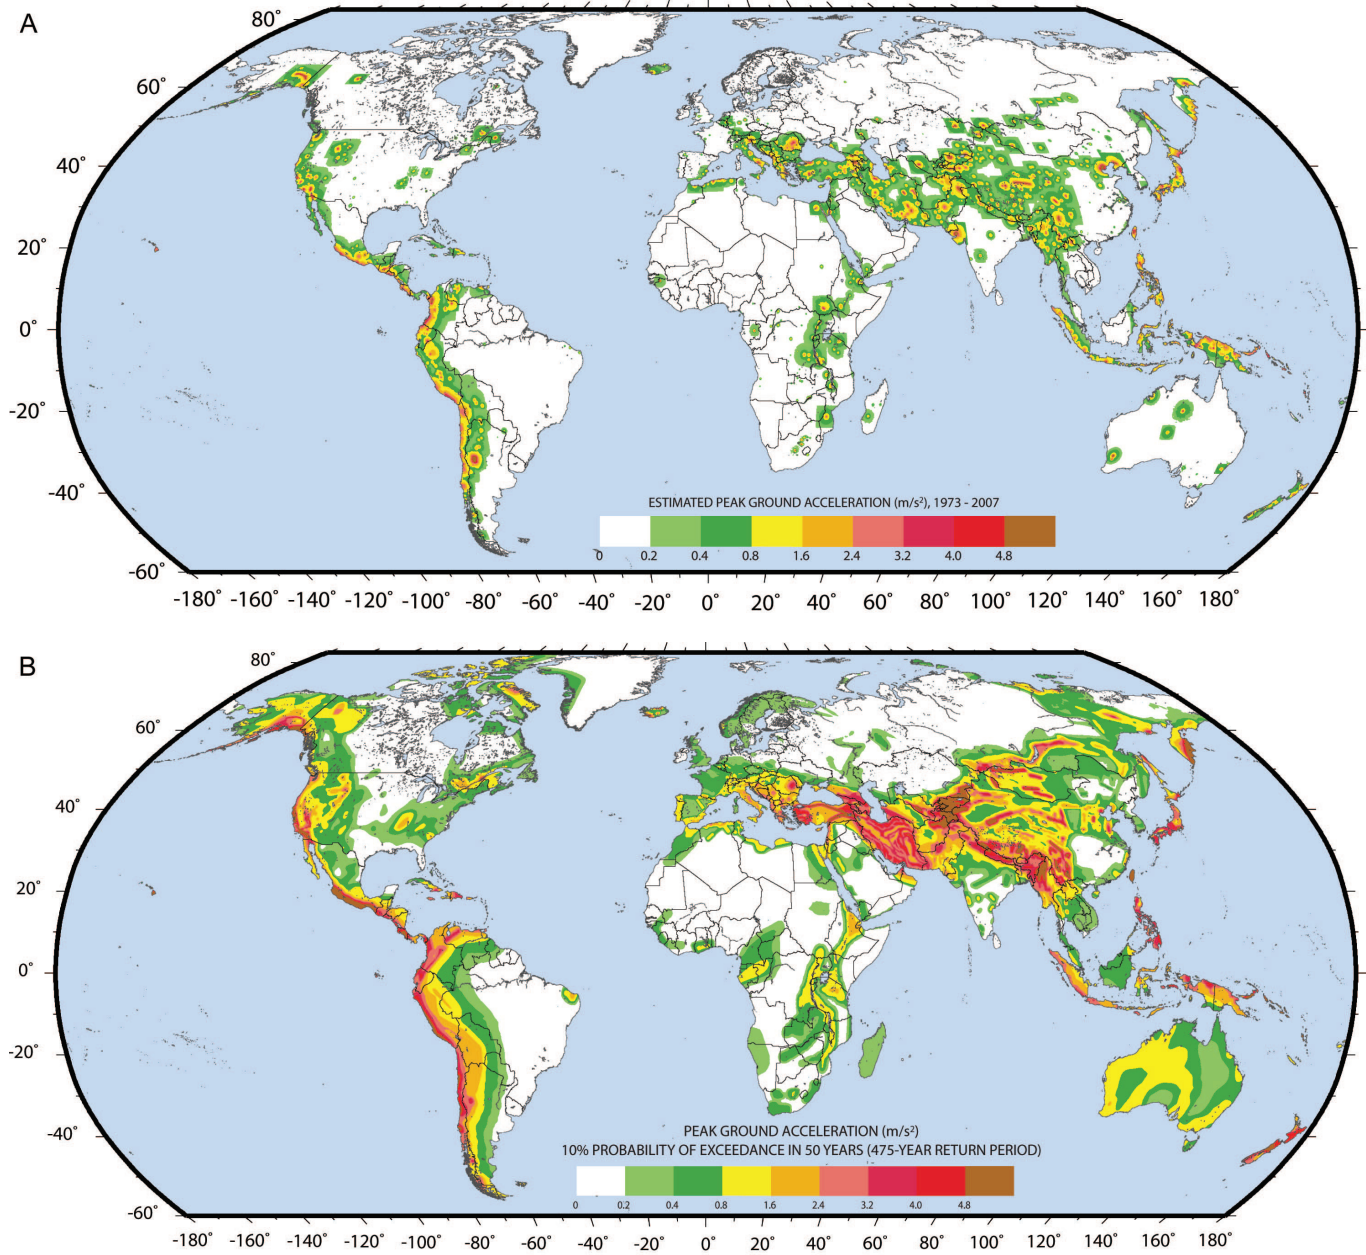 A
80°
60°
40°
20°
0°
-20°
-40°
-60°
ESTIMATED PEAK GROUND ACCELERATION (m/s²), 1973 - 2007
0 0.2 0.4 0.8 1.6 2.4 3.2 4.0 4.8
-180° -160° -140° -120° -100° -80° -60° -40° -20° 0° 20° 40° 60° 80° 100° 120° 140° 160° 180°
B
80°
60°
40°
20°
0°
-20°
-40°
-60°
PEAK GROUND ACCELERATION (m/s²)
10% PROBABILITY OF EXCEEDANCE IN 50 YEARS (475-YEAR RETURN PERIOD)
0 0.2 0.4 0.8 1.6 2.4 3.2 4.0 4.8
-180° -160° -140° -120° -100° -80° -60° -40° -20° 0° 20° 40° 60° 80° 100° 120° 140° 160° 180°